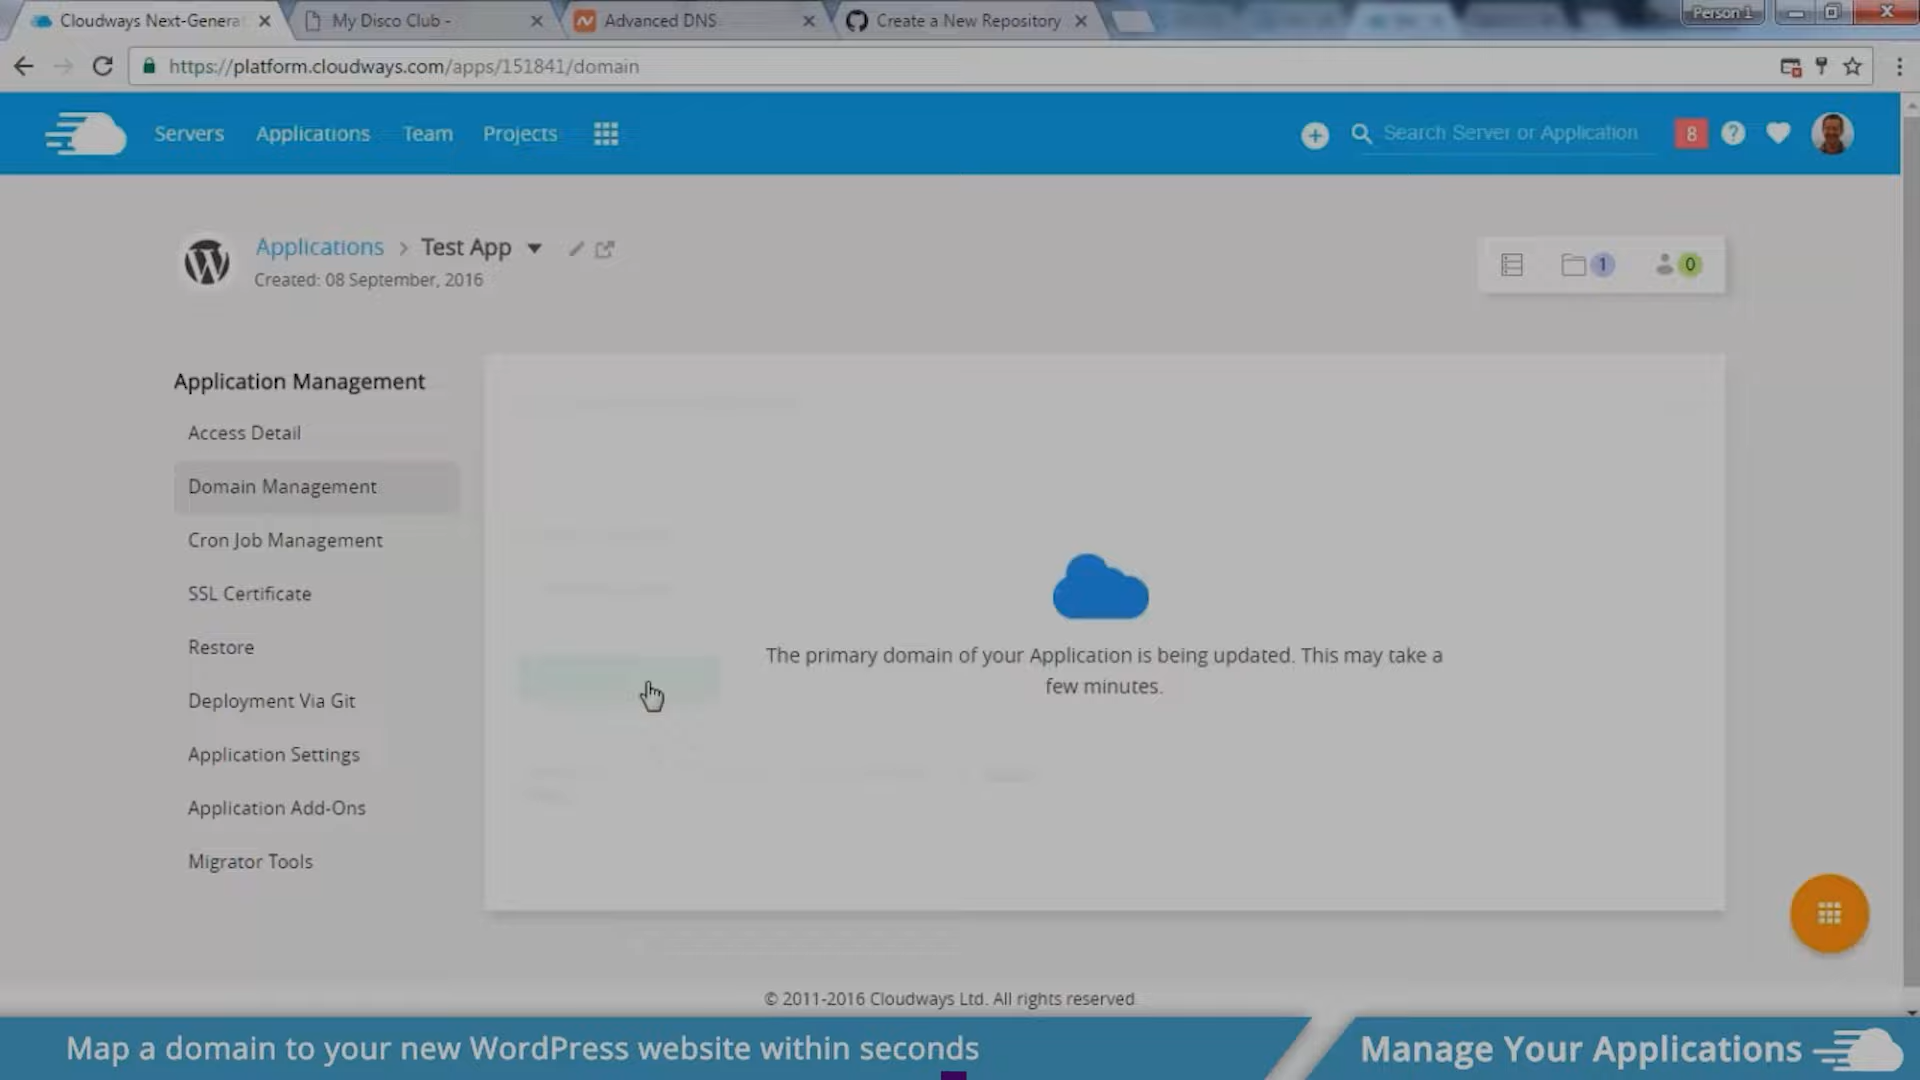 Cloudways Next-Genera
My Disco Club -
Advanced DNS
Create a New Repository
Person 1
https://platform.cloudways.com/apps/151841/domain
Servers
Applications
Team
Projects
Search Server or Application
8
Applications > Test App
Created: 08 September, 2016
1
0
Application Management
Access Detail
Domain Management
Cron Job Management
SSL Certificate
Restore
Deployment Via Git
Application Settings
Application Add-Ons
Migrator Tools
The primary domain of your Application is being updated. This may take a
few minutes.
© 2011-2016 Cloudways Ltd. All rights reserved
Map a domain to your new WordPress website within seconds
Manage Your Applications